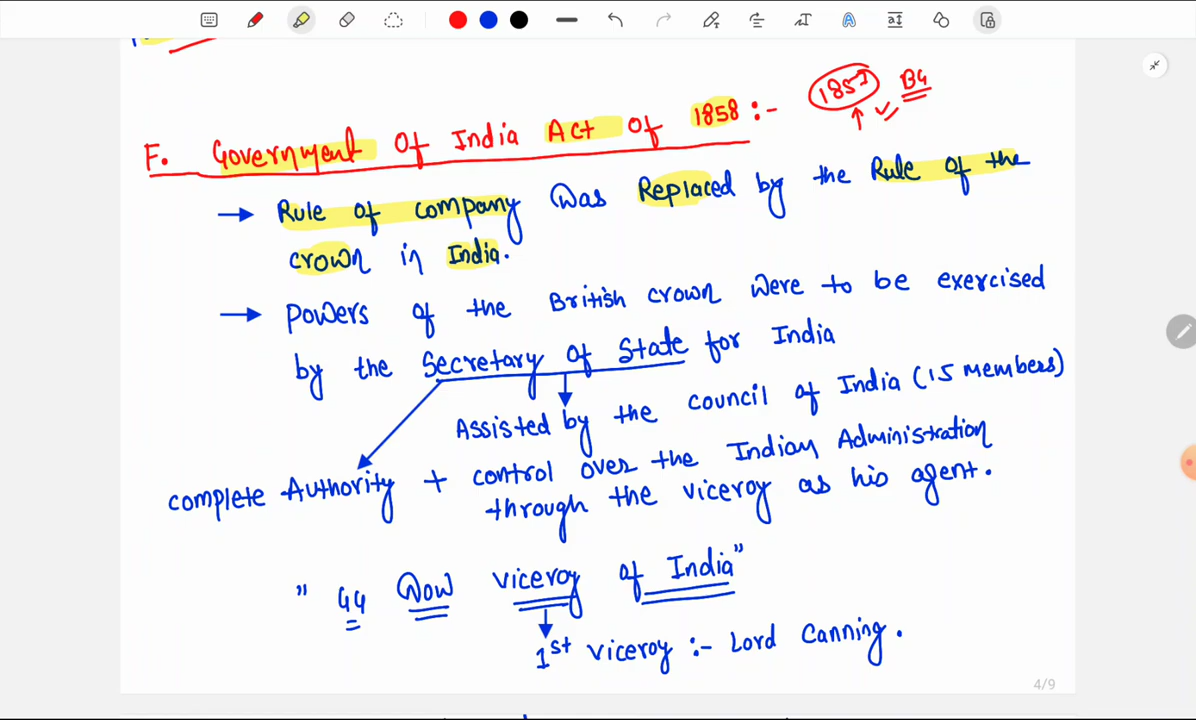 F. Government Of India Act Of 1858 :- 1857
Rule of company was Replaced by the Rule of the
crown in India.
Powers of the British crown were to be exercised
by the Secretary of State for India
Assisted by the council of India (15 members)
complete Authority + control over the Indian Administration
through the viceroy as his agent.
" GG Now viceroy of India"
1st viceroy :- Lord Canning.
4/9